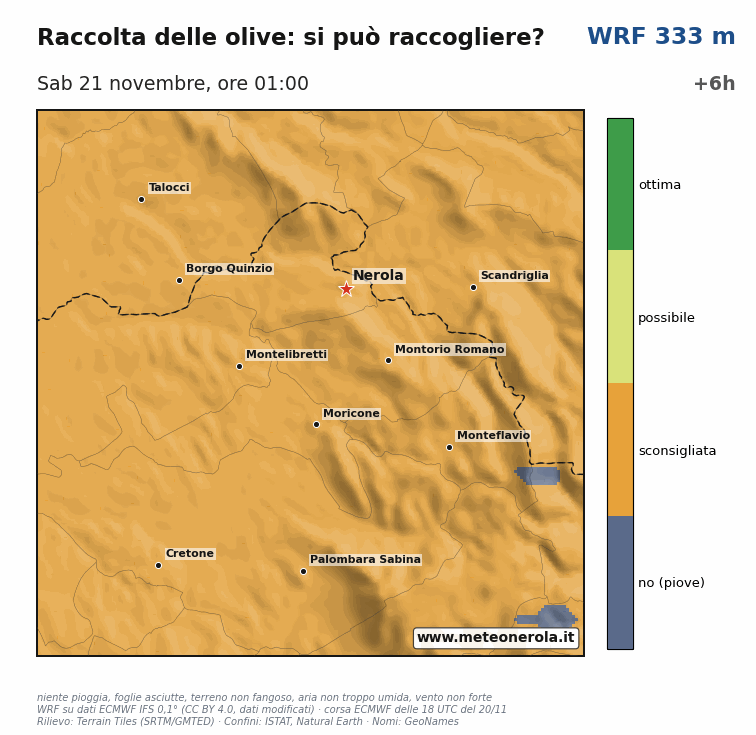 Raccolta delle olive: si può raccogliere?
WRF 333 m
Sab 21 novembre, ore 01:00
+6h
Talocci
Borgo Quinzio
Nerola
Scandriglia
Montelibretti
Montorio Romano
Moricone
Monteflavio
Cretone
Palombara Sabina
www.meteonerola.it
ottima
possibile
sconsigliata
no (piove)
niente pioggia, foglie asciutte, terreno non fangoso, aria non troppo umida, vento non forte
WRF su dati ECMWF IFS 0,1° (CC BY 4.0, dati modificati) · corsa ECMWF delle 18 UTC del 20/11
Rilievo: Terrain Tiles (SRTM/GMTED) · Confini: ISTAT, Natural Earth · Nomi: GeoNames